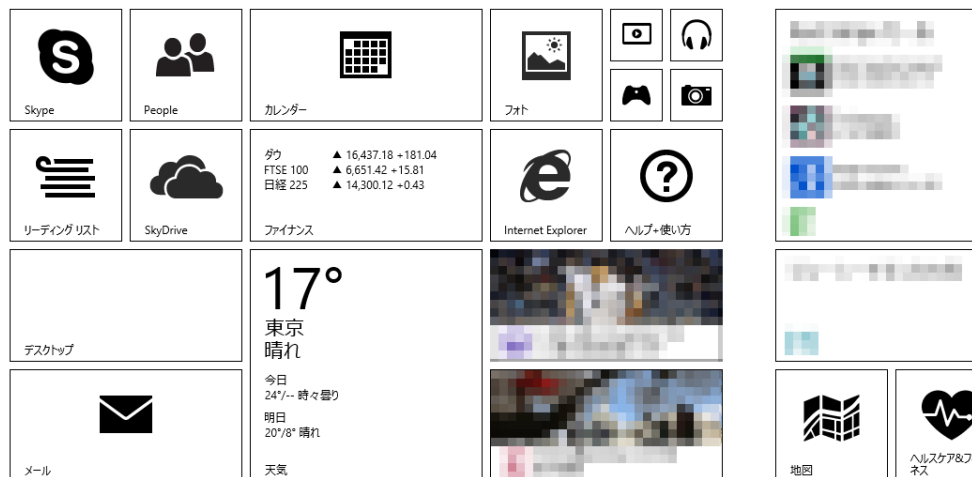 Skype
People
カレンダー
フォト
リーディング リスト
SkyDrive
ダウ ▲ 16,437.18 +181.04
FTSE 100 ▲ 6,651.42 +15.81
日経 225 ▲ 14,300.12 +0.43
ファイナンス
Internet Explorer
ヘルプ+使い方
デスクトップ
17°
東京
晴れ
今日
24°/-- 時々曇り
明日
20°/8° 晴れ
天気
メール
地図
ヘルスケア&フ
ネス